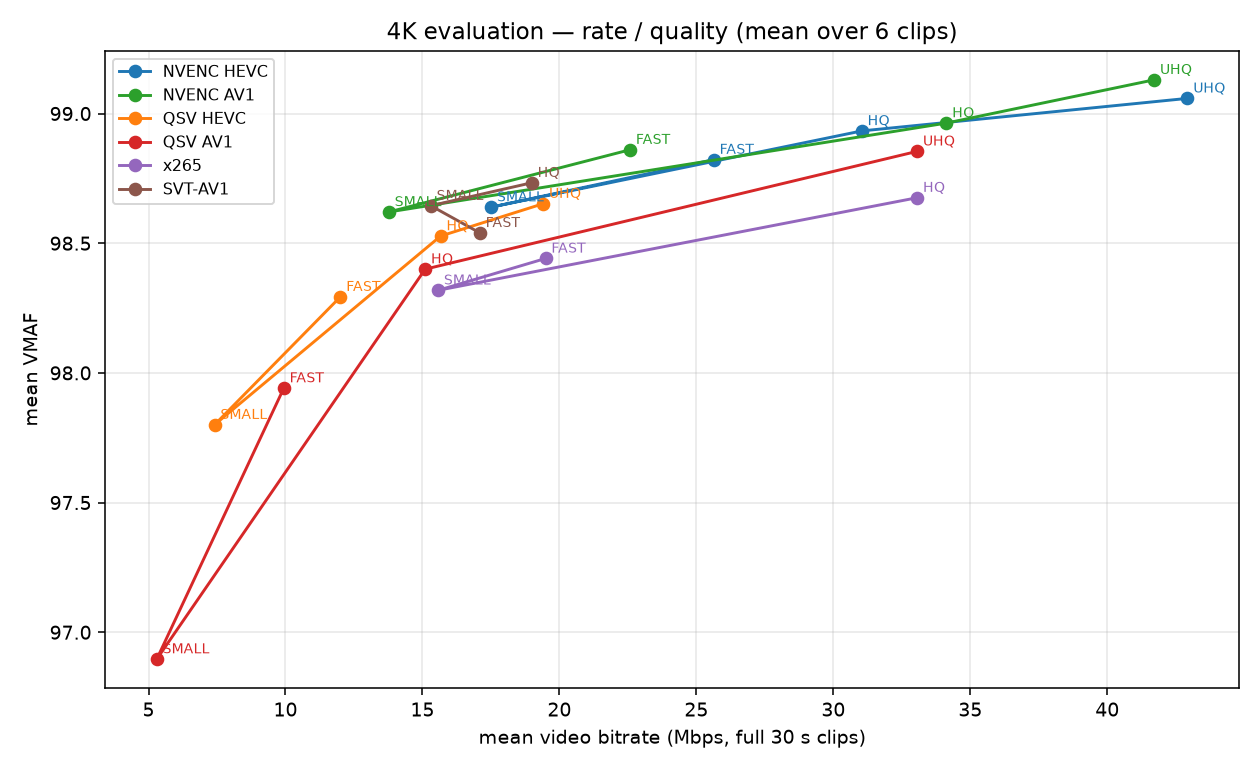 4K evaluation — rate / quality (mean over 6 clips)
NVENC HEVC
NVENC AV1
QSV HEVC
QSV AV1
x265
SVT-AV1
UHQ
UHQ
HQ
HQ
FAST
FAST
UHQ
HQ
SMALL
SMALL
SMALL
UHQ
HQ
HQ
FAST
FAST
HQ
SMALL
FAST
FAST
SMALL
SMALL
99.0
98.5
98.0
97.5
97.0
mean VMAF
5
10
15
20
25
30
35
40
mean video bitrate (Mbps, full 30 s clips)